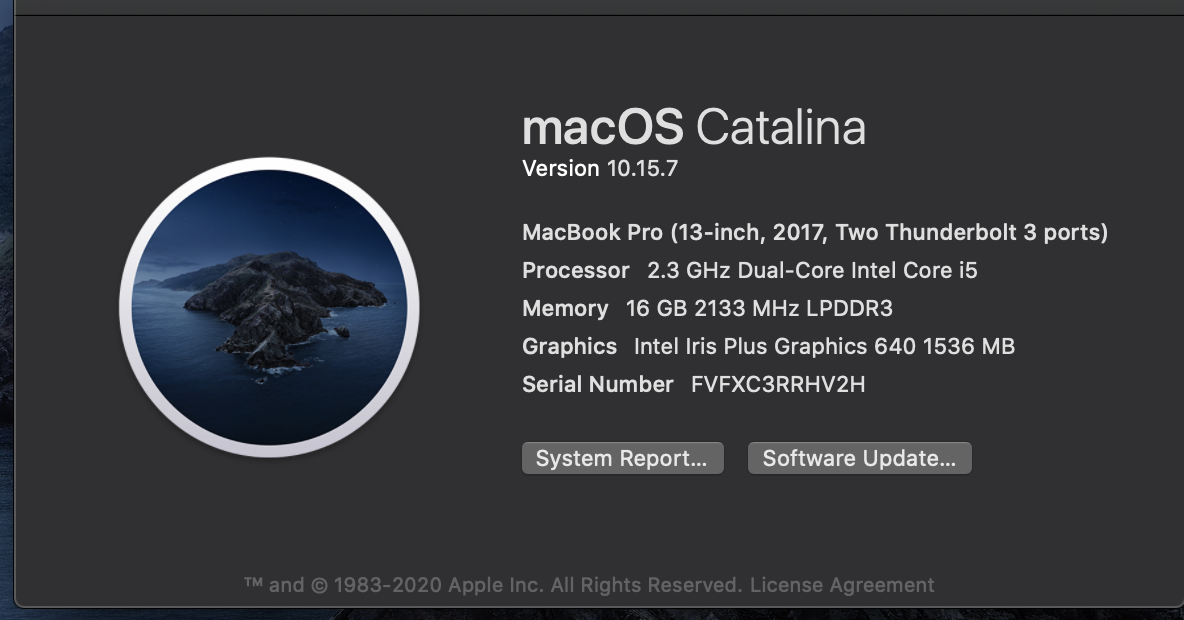 macOS Catalina
Version 10.15.7
MacBook Pro (13-inch, 2017, Two Thunderbolt 3 ports)
Processor 2.3 GHz Dual-Core Intel Core i5
Memory 16 GB 2133 MHz LPDDR3
Graphics Intel Iris Plus Graphics 640 1536 MB
Serial Number FVFXC3RRHV2H
System Report... Software Update...
™ and © 1983-2020 Apple Inc. All Rights Reserved. License Agreement